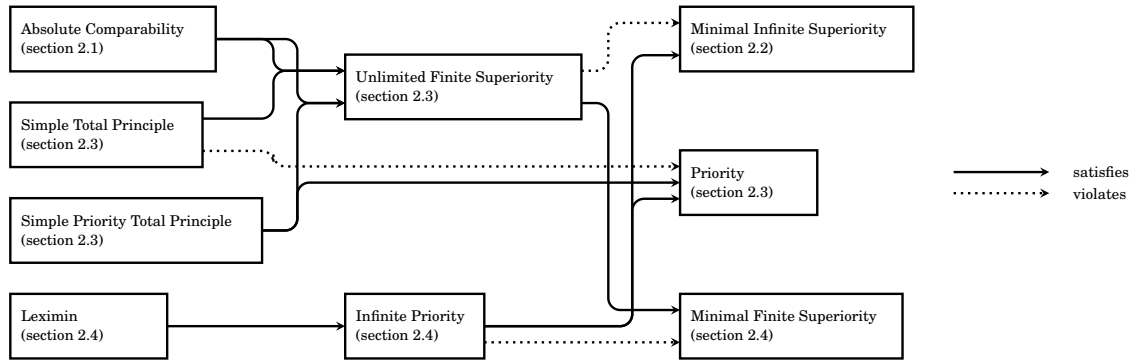 Absolute Comparability
(section 2.1)
Simple Total Principle
(section 2.3)
Simple Priority Total Principle
(section 2.3)
Leximin
(section 2.4)
Unlimited Finite Superiority
(section 2.3)
Infinite Priority
(section 2.4)
Minimal Infinite Superiority
(section 2.2)
Priority
(section 2.3)
Minimal Finite Superiority
(section 2.4)
satisfies
violates